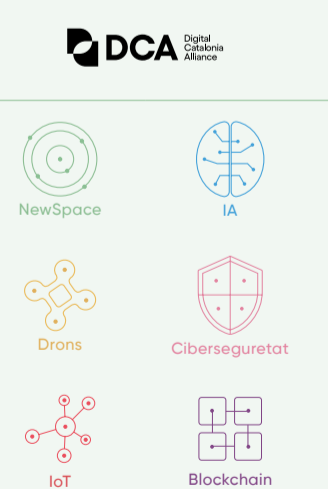 DCA
Digital
Catalonia
Alliance
NewSpace
IA
Drons
Ciberseguretat
IoT
Blockchain